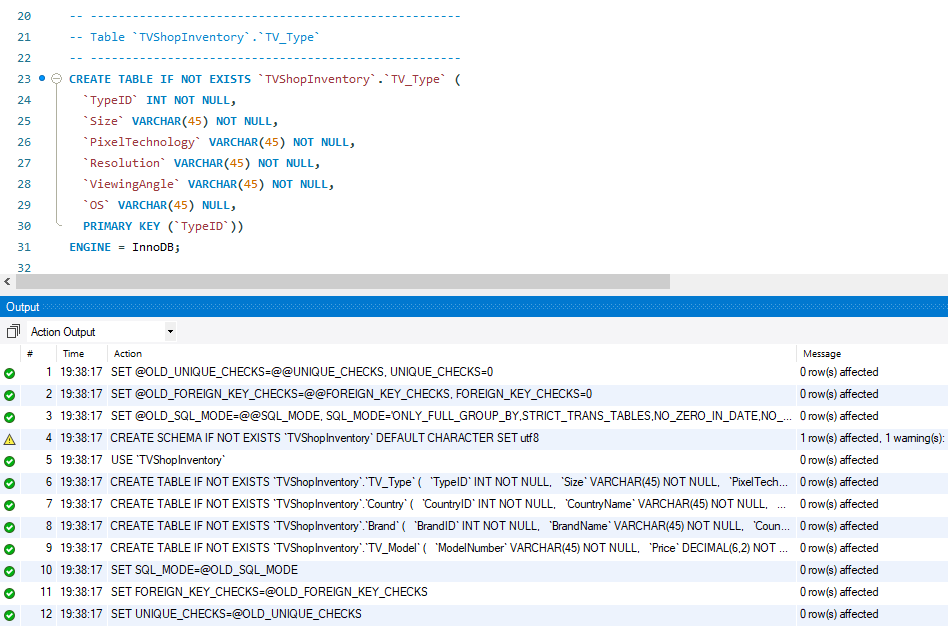 20 -- -----------------------------------------------------
21 -- Table `TVShopInventory`.`TV_Type`
22 -- -----------------------------------------------------
23 CREATE TABLE IF NOT EXISTS `TVShopInventory`.`TV_Type` (
24 `TypeID` INT NOT NULL,
25 `Size` VARCHAR(45) NOT NULL,
26 `PixelTechnology` VARCHAR(45) NOT NULL,
27 `Resolution` VARCHAR(45) NOT NULL,
28 `ViewingAngle` VARCHAR(45) NOT NULL,
29 `OS` VARCHAR(45) NULL,
30 PRIMARY KEY (`TypeID`))
31 ENGINE = InnoDB;
32
Output
Action Output
# Time Action Message
1 19:38:17 SET @OLD_UNIQUE_CHECKS=@@UNIQUE_CHECKS, UNIQUE_CHECKS=0 0 row(s) affected
2 19:38:17 SET @OLD_FOREIGN_KEY_CHECKS=@@FOREIGN_KEY_CHECKS, FOREIGN_KEY_CHECKS=0 0 row(s) affected
3 19:38:17 SET @OLD_SQL_MODE=@@SQL_MODE, SQL_MODE='ONLY_FULL_GROUP_BY,STRICT_TRANS_TABLES,NO_ZERO_IN_DATE,NO_... 0 row(s) affected
4 19:38:17 CREATE SCHEMA IF NOT EXISTS `TVShopInventory` DEFAULT CHARACTER SET utf8 1 row(s) affected, 1 warning(s):
5 19:38:17 USE `TVShopInventory` 0 row(s) affected
6 19:38:17 CREATE TABLE IF NOT EXISTS `TVShopInventory`.`TV_Type` ( `TypeID` INT NOT NULL, `Size` VARCHAR(45) NOT NULL, `PixelTech... 0 row(s) affected
7 19:38:17 CREATE TABLE IF NOT EXISTS `TVShopInventory`.`Country` ( `CountryID` INT NOT NULL, `CountryName` VARCHAR(45) NOT NULL, ... 0 row(s) affected
8 19:38:17 CREATE TABLE IF NOT EXISTS `TVShopInventory`.`Brand` ( `BrandID` INT NOT NULL, `BrandName` VARCHAR(45) NOT NULL, `Coun... 0 row(s) affected
9 19:38:17 CREATE TABLE IF NOT EXISTS `TVShopInventory`.`TV_Model` ( `ModelNumber` VARCHAR(45) NOT NULL, `Price` DECIMAL(6,2) NOT ... 0 row(s) affected
10 19:38:17 SET SQL_MODE=@OLD_SQL_MODE 0 row(s) affected
11 19:38:17 SET FOREIGN_KEY_CHECKS=@OLD_FOREIGN_KEY_CHECKS 0 row(s) affected
12 19:38:17 SET UNIQUE_CHECKS=@OLD_UNIQUE_CHECKS 0 row(s) affected